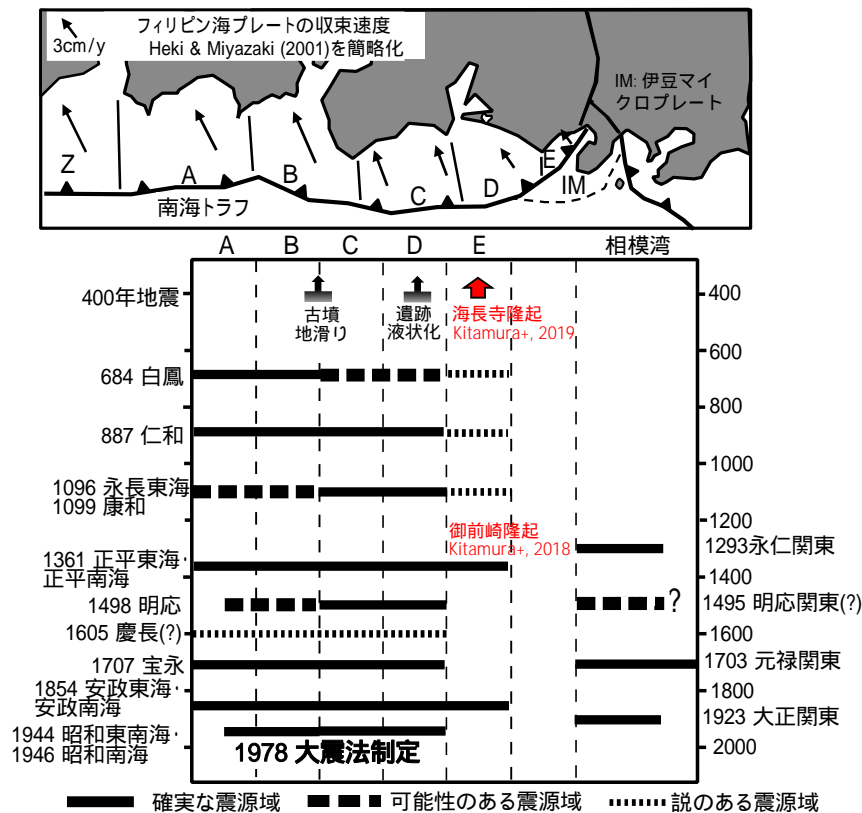 フィリピン海プレートの収束速度
3cm/y
Heki & Miyazaki (2001)を簡略化
IM: 伊豆マイ
クロプレート
Z
A
B
C
D
E
IM
南海トラフ
A B C D E 相模湾
400年地震
古墳
地滑り
遺跡
液状化
海長寺隆起
Kitamura+, 2019
400
600
684 白鳳
800
887 仁和
1000
1096 永長東海
1099 康和
1200
御前崎隆起
Kitamura+, 2018
1293永仁関東
1361 正平東海·
正平南海
1400
1498 明応
?
1495 明応関東(?)
1605 慶長(?)
1600
1707 宝永
1703 元禄関東
1854 安政東海·
安政南海
1800
1923 大正関東
1944 昭和東南海·
1946 昭和南海
1978 大震法制定
2000
確実な震源域 可能性のある震源域 説のある震源域